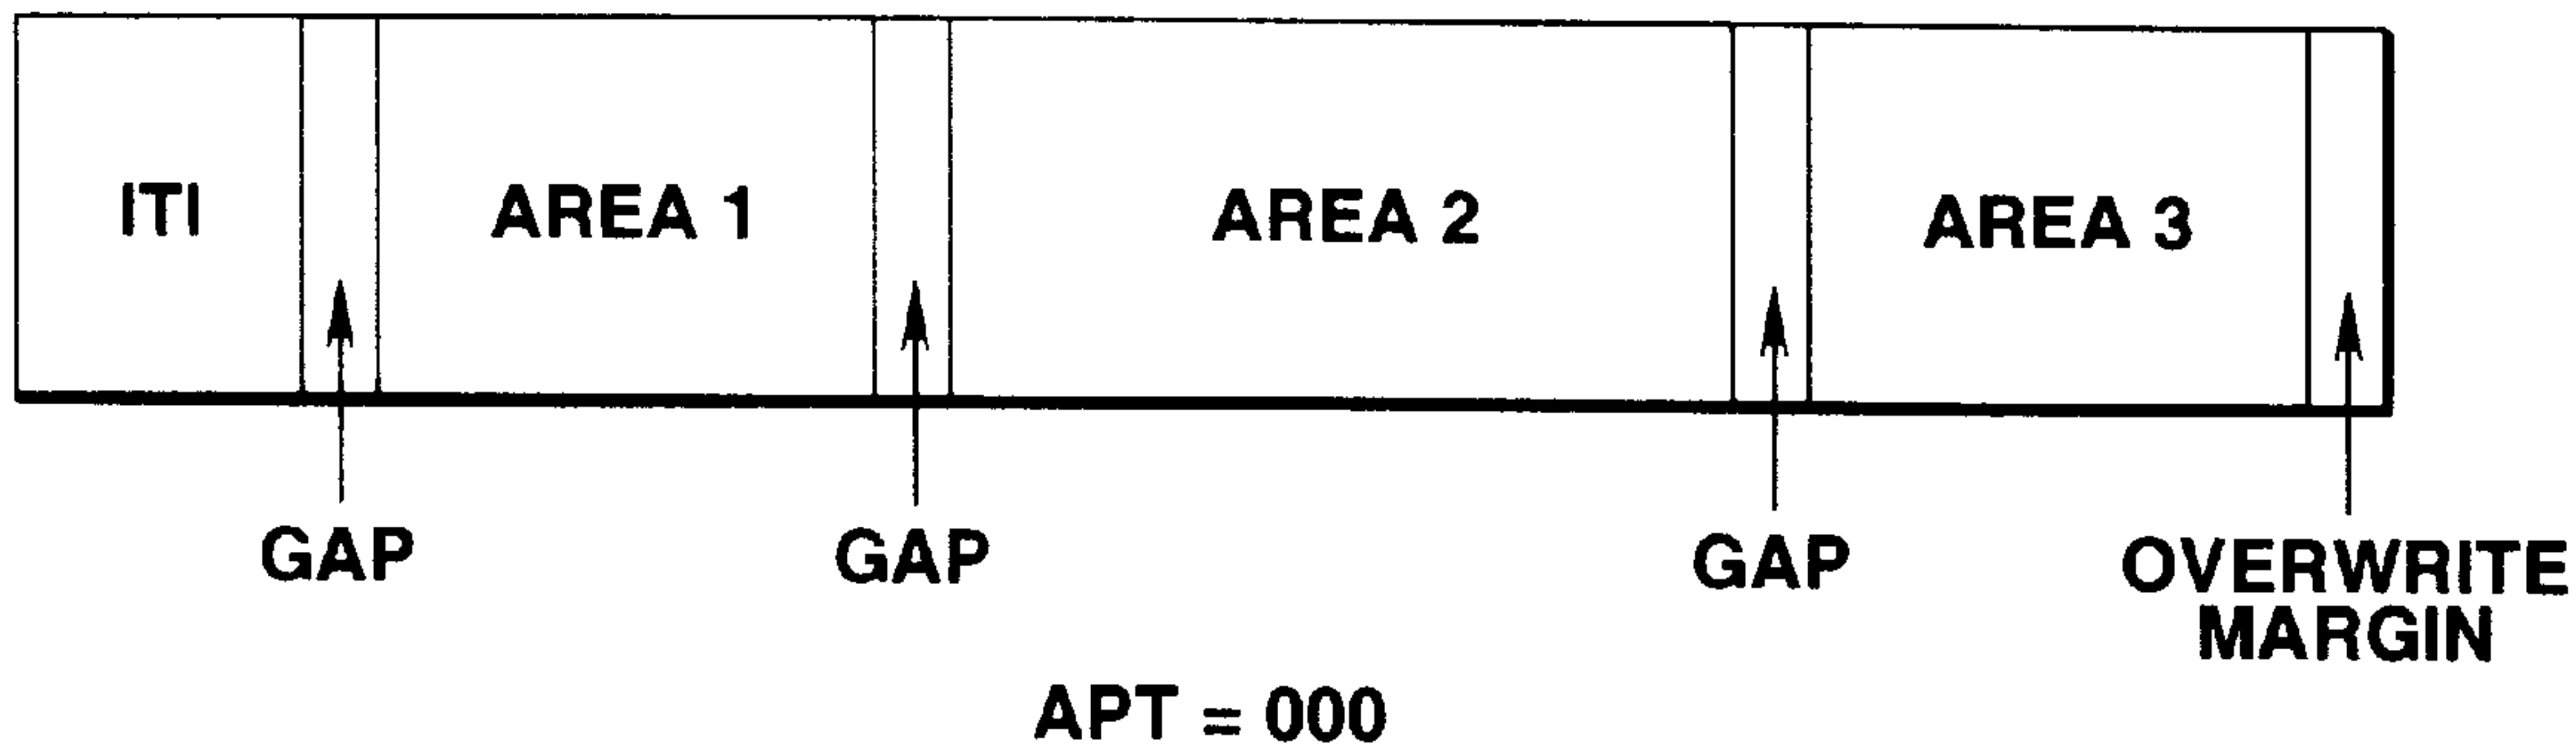 ITI
AREA 1
AREA 2
AREA 3
GAP
GAP
GAP
OVERWRITE
MARGIN
APT = 000